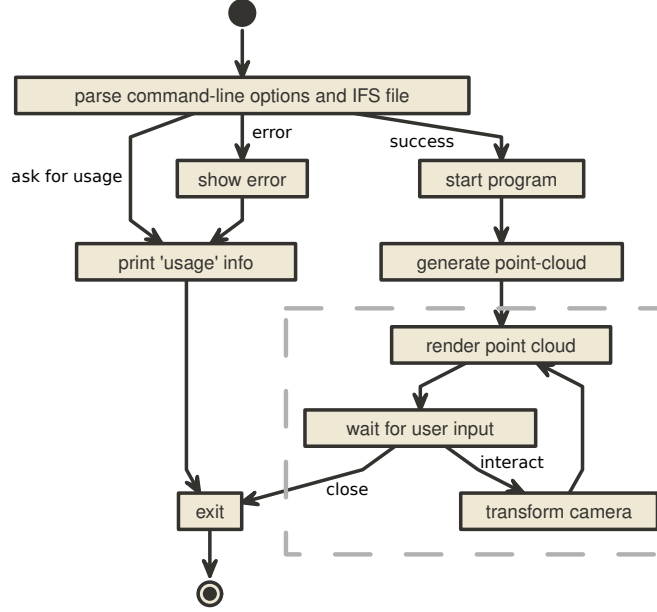 parse command-line options and IFS file
error
success
ask for usage
show error
start program
print 'usage' info
generate point-cloud
render point cloud
wait for user input
interact
close
exit
transform camera